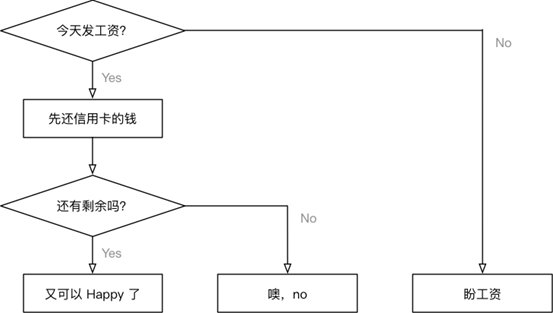 今天发工资?
No
Yes
先还信用卡的钱
还有剩余吗?
No
Yes
又可以 Happy 了
噢，no
盼工资